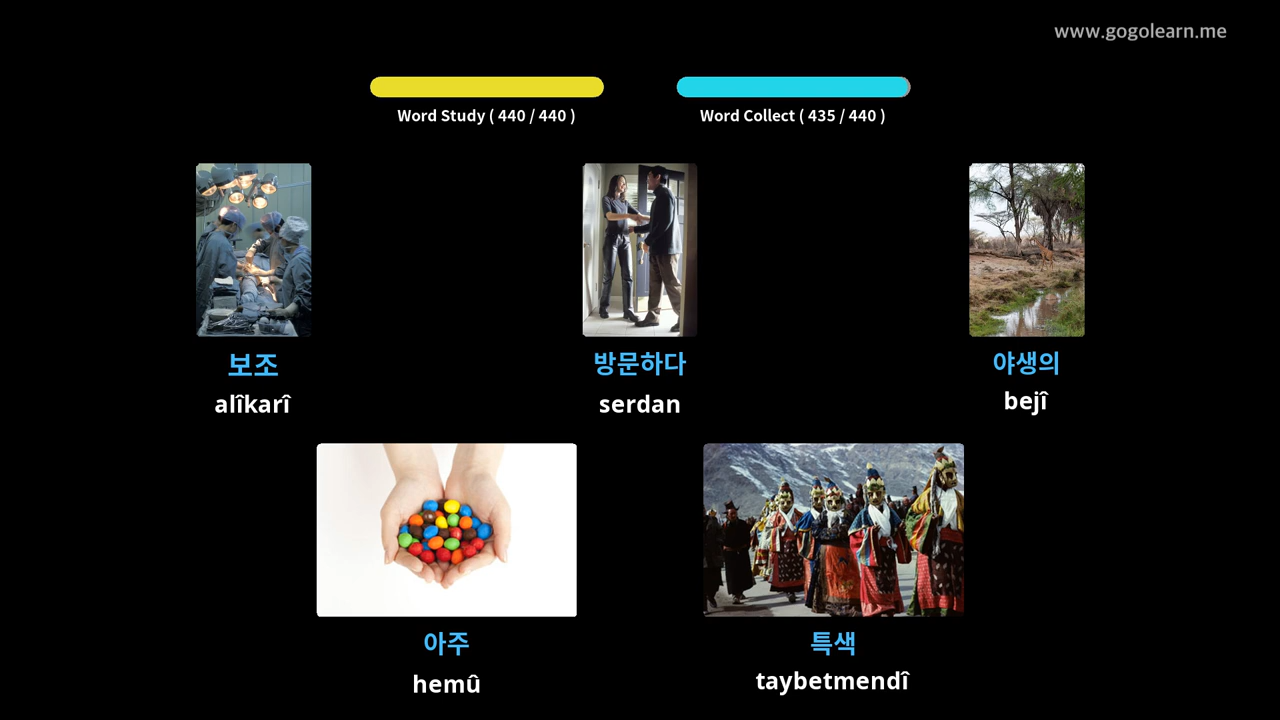 www.gogolearn.me
Word Study ( 440 / 440 )
Word Collect ( 435 / 440 )
보조
alîkarî
방문하다
serdan
야생의
bejî
아주
hemû
특색
taybetmendî